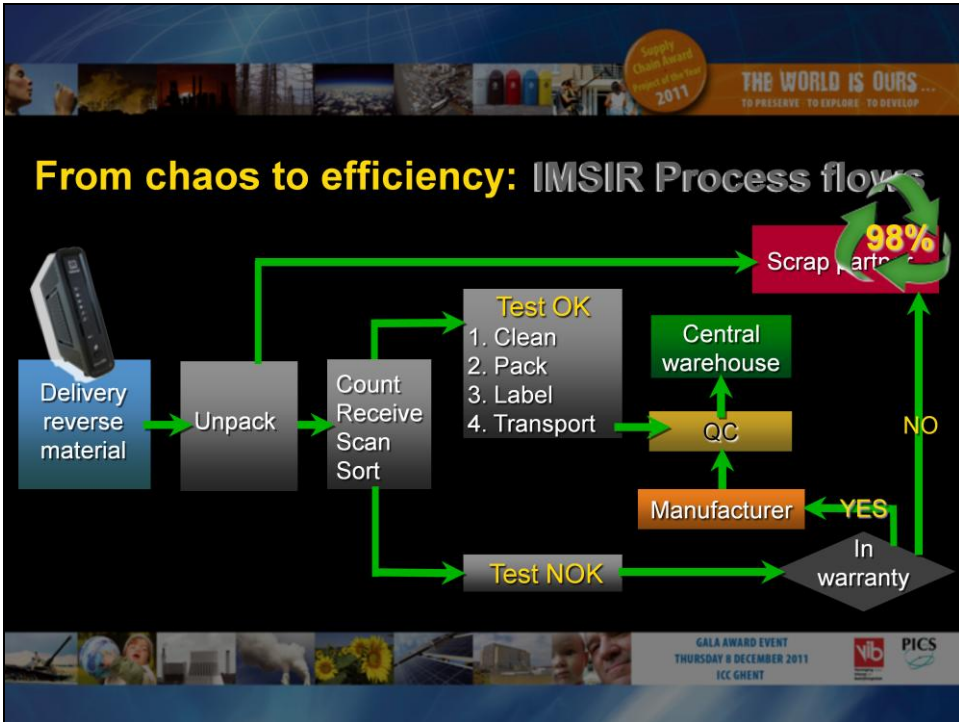 Supply
Chain Award
Project of the Year
2011
THE WORLD IS OURS ...
TO PRESERVE · TO EXPLORE · TO DEVELOP
From chaos to efficiency: IMSIR Process flows
98%
Scrap partner
Test OK
1. Clean
2. Pack
3. Label
4. Transport
Central
warehouse
Delivery
reverse
material
Unpack
Count
Receive
Scan
Sort
QC
NO
Manufacturer
YES
In
warranty
Test NOK
GALA AWARD EVENT
THURSDAY 8 DECEMBER 2011
ICC GHENT
vib
PICS